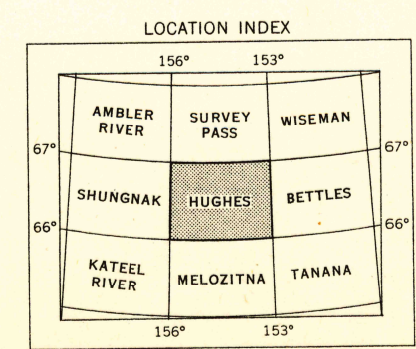 LOCATION INDEX
156° 153°
AMBLER RIVER
SURVEY PASS
WISEMAN
67° 67°
SHUNGNAK
HUGHES
BETTLES
66° 66°
KATEEL RIVER
MELOZITNA
TANANA
156° 153°